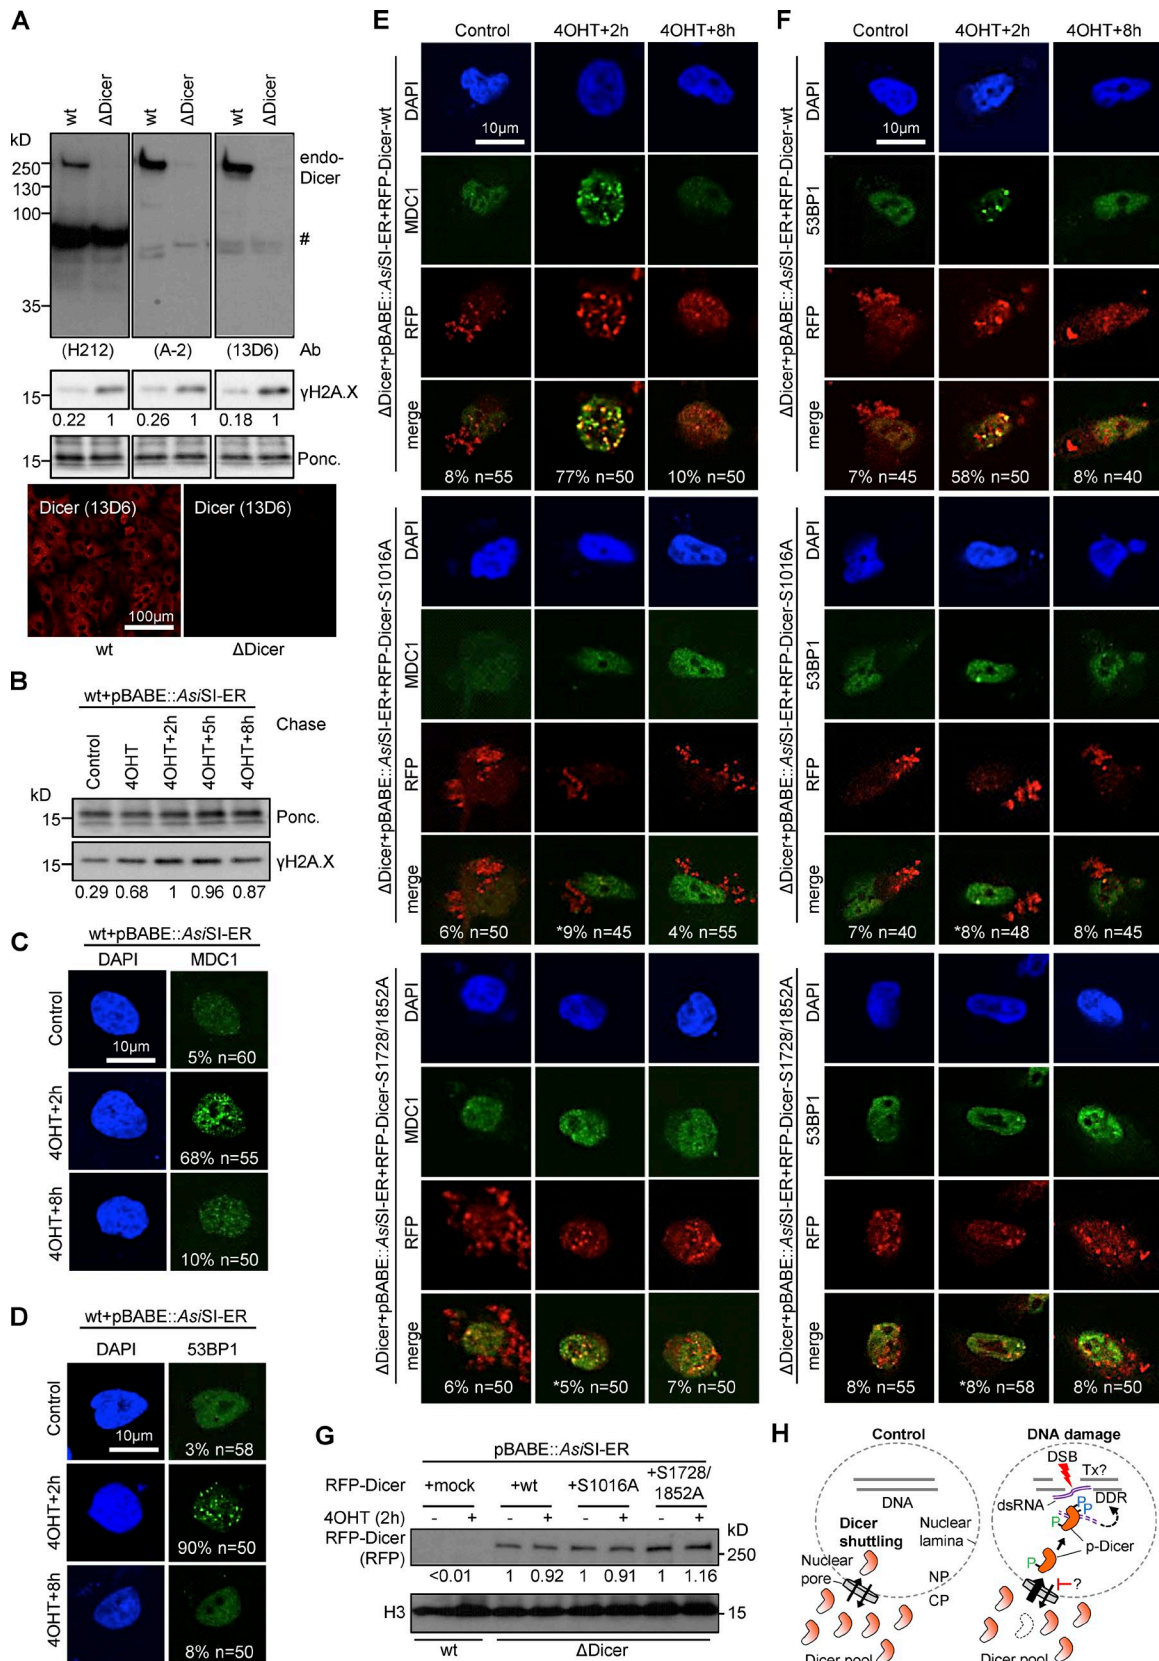 A
wt
ΔDicer
wt
ΔDicer
wt
ΔDicer
kD
250
130
100
35
endo-
Dicer
#
(H212)
(A-2)
(13D6)
Ab
15
γH2A.X
0.22 1 0.26 1 0.18 1
15
Ponc.
Dicer (13D6)
Dicer (13D6)
100μm
wt
ΔDicer
B
wt+pBABE::AsiSI-ER
Control
4OHT
4OHT+2h
4OHT+5h
4OHT+8h
Chase
kD
15
Ponc.
15
γH2A.X
0.29 0.68 1 0.96 0.87
C
wt+pBABE::AsiSI-ER
DAPI MDC1
Control
10μm
5% n=60
4OHT+2h
68% n=55
4OHT+8h
10% n=50
D
wt+pBABE::AsiSI-ER
DAPI 53BP1
Control
10μm
3% n=58
4OHT+2h
90% n=50
4OHT+8h
8% n=50
E
Control 4OHT+2h 4OHT+8h
ΔDicer+pBABE::AsiSI-ER+RFP-Dicer-wt
DAPI
10μm
MDC1
RFP
merge
8% n=55 77% n=50 10% n=50
ΔDicer+pBABE::AsiSI-ER+RFP-Dicer-S1016A
DAPI
MDC1
RFP
merge
6% n=50 *9% n=45 4% n=55
ΔDicer+pBABE::AsiSI-ER+RFP-Dicer-S1728/1852A
DAPI
MDC1
RFP
merge
6% n=50 *5% n=50 7% n=50
F
Control 4OHT+2h 4OHT+8h
ΔDicer+pBABE::AsiSI-ER+RFP-Dicer-wt
DAPI
10μm
53BP1
RFP
merge
7% n=45 58% n=50 8% n=40
ΔDicer+pBABE::AsiSI-ER+RFP-Dicer-S1016A
DAPI
53BP1
RFP
merge
7% n=40 *8% n=48 8% n=45
ΔDicer+pBABE::AsiSI-ER+RFP-Dicer-S1728/1852A
DAPI
53BP1
RFP
merge
8% n=55 *8% n=58 8% n=50
G
pBABE::AsiSI-ER
RFP-Dicer +mock +wt +S1016A +S1728/
1852A
4OHT (2h) - + - + - + - +
RFP-Dicer
(RFP)
kD
250
<0.01 1 0.92 1 0.91 1 1.16
H3
15
wt ΔDicer
H
Control
DNA
Dicer
shuttling
Nuclear
lamina
Nuclear
pore
NP
CP
Dicer pool
DNA damage
DSB
Tx?
dsRNA
DDR
P
P
P
P
p-Dicer
?
Dicer pool